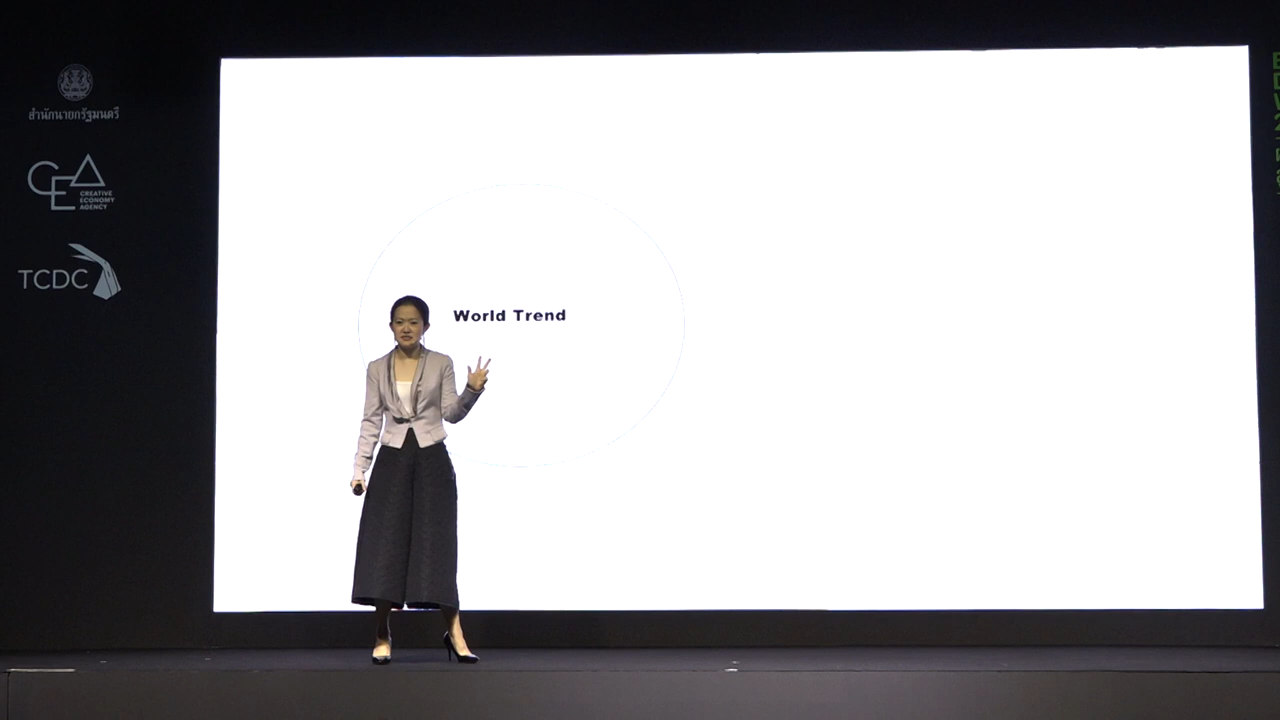 สำนักนายกรัฐมนตรี
CEA
CREATIVE
ECONOMY
AGENCY
TCDC
World Trend